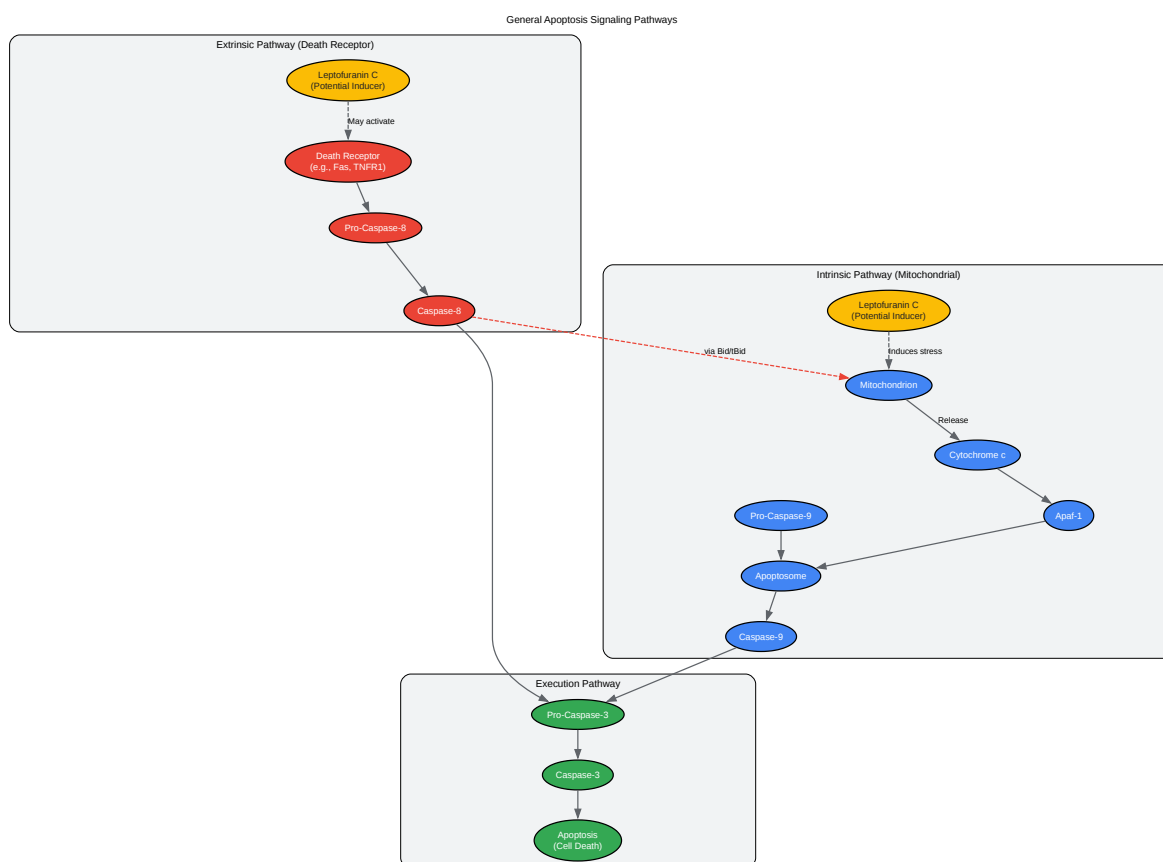 General Apoptosis Signaling Pathways
Extrinsic Pathway (Death Receptor)
Leptofuranin C
(Potential Inducer)
May activate
Death Receptor
(e.g., Fas, TNFR1)
Pro-Caspase-8
Caspase-8
via Bid/tBid
Intrinsic Pathway (Mitochondrial)
Leptofuranin C
(Potential Inducer)
Induces stress
Mitochondrion
Release
Cytochrome c
Pro-Caspase-9
Apaf-1
Apoptosome
Caspase-9
Execution Pathway
Pro-Caspase-3
Caspase-3
Apoptosis
(Cell Death)